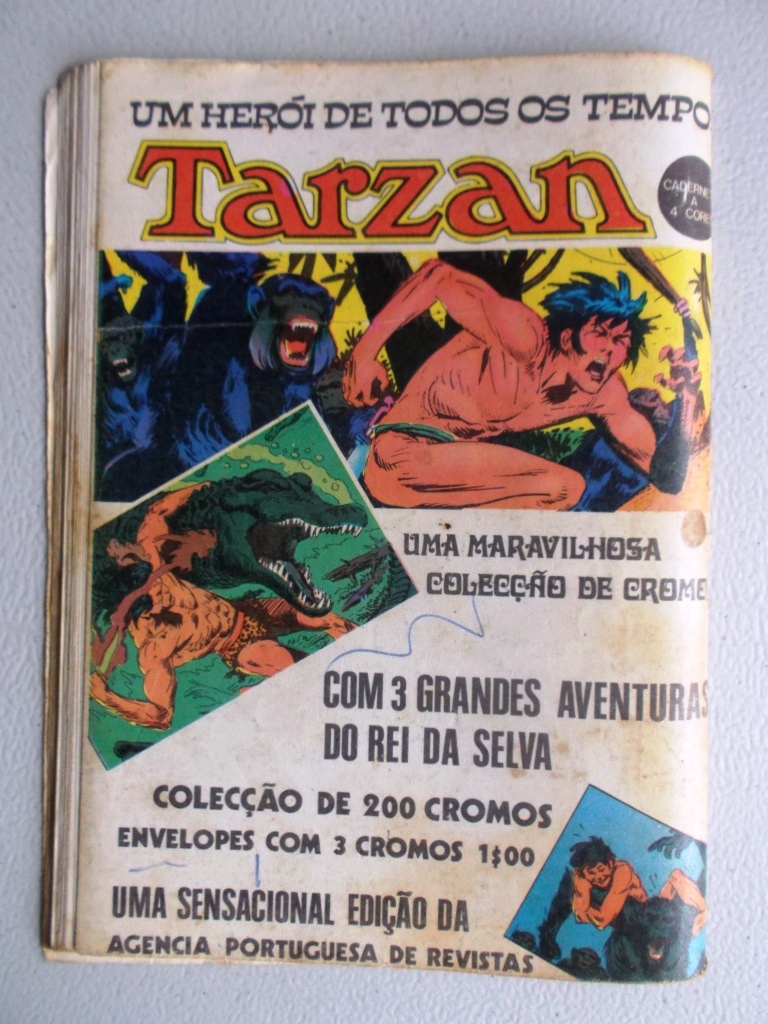 UM HERÓI DE TODOS OS TEMPO
Tarzan
CADERNE
A
4 CORE
UMA MARAVILHOSA
COLECÇÃO DE CROMO
COM 3 GRANDES AVENTURAS
DO REI DA SELVA
COLECÇÃO DE 200 CROMOS
ENVELOPES COM 3 CROMOS 1$00
UMA SENSACIONAL EDIÇÃO DA
AGENCIA PORTUGUESA DE REVISTAS